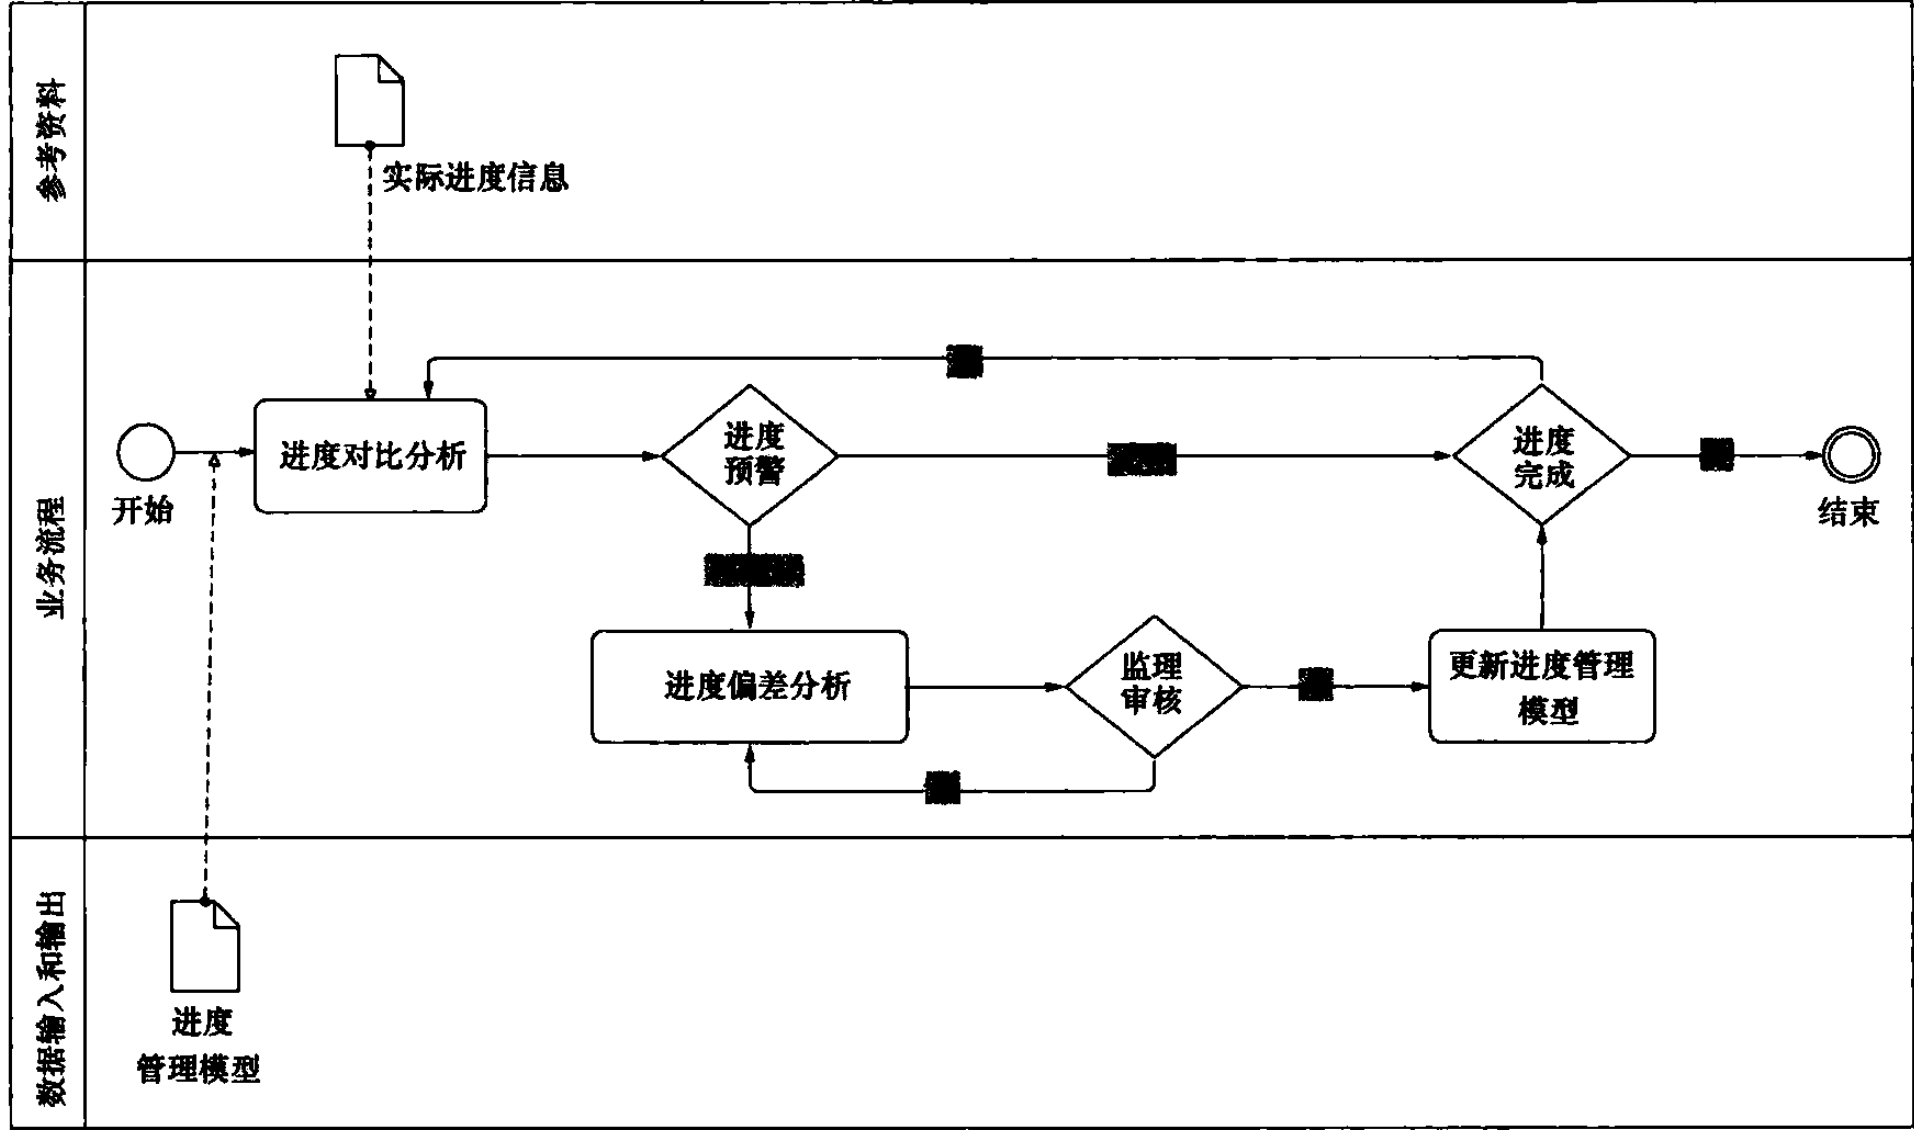 参考资料
实际进度信息
业务流程
开始
进度对比分析
进度
预警
进度
完成
结束
进度偏差分析
监理
审核
更新进度管理
模型
数据输入和输出
进度
管理模型